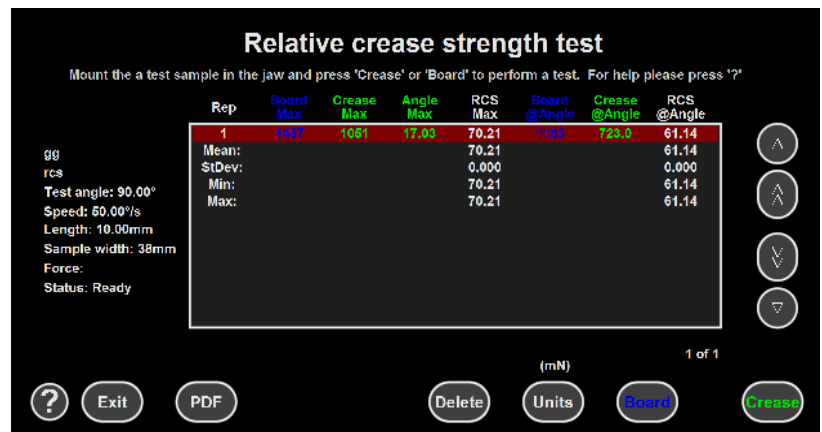 Relative crease strength test
Mount the a test sample in the jaw and press 'Crease' or 'Board' to perform a test. For help please press '?'
Rep Board Max Crease Max Angle Max RCS Max Board @Angle Crease @Angle RCS @Angle
1 1497 1051 17.03 70.21 1183 723.0 61.14
Mean: 70.21 61.14
StDev: 0.000 0.000
Min: 70.21 61.14
Max: 70.21 61.14
gg
rcs
Test angle: 90.00°
Speed: 50.00°/s
Length: 10.00mm
Sample width: 38mm
Force:
Status: Ready
1 of 1
(mN)
? Exit PDF Delete Units Board Crease